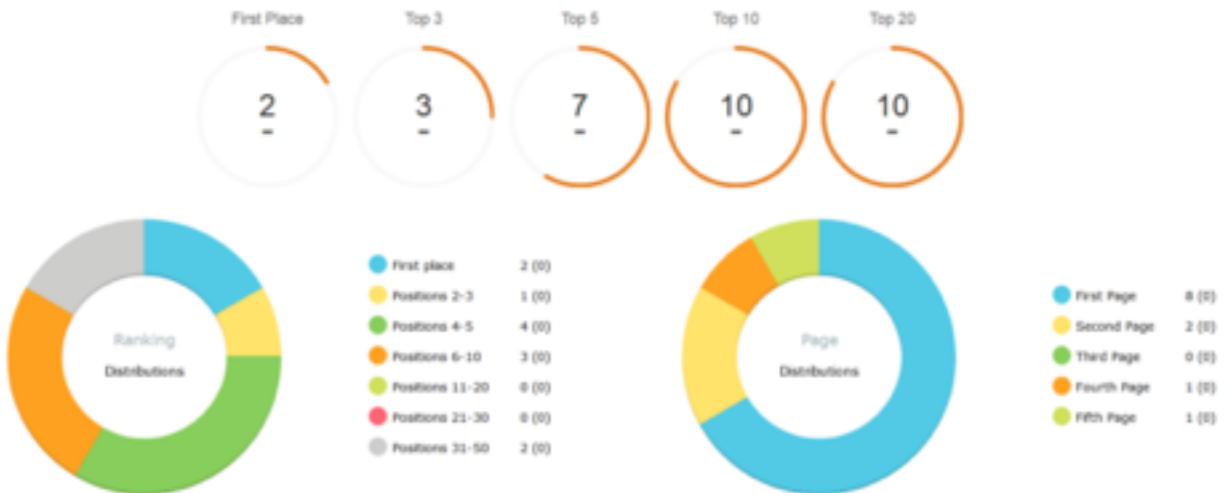 First Place
Top 3
Top 5
Top 10
Top 20
2
-
3
-
7
-
10
-
10
-
Ranking
Distributions
First place 2 (0)
Positions 2-3 1 (0)
Positions 4-5 4 (0)
Positions 6-10 3 (0)
Positions 11-20 0 (0)
Positions 21-30 0 (0)
Positions 31-50 2 (0)
Page
Distributions
First Page 8 (0)
Second Page 2 (0)
Third Page 0 (0)
Fourth Page 1 (0)
Fifth Page 1 (0)